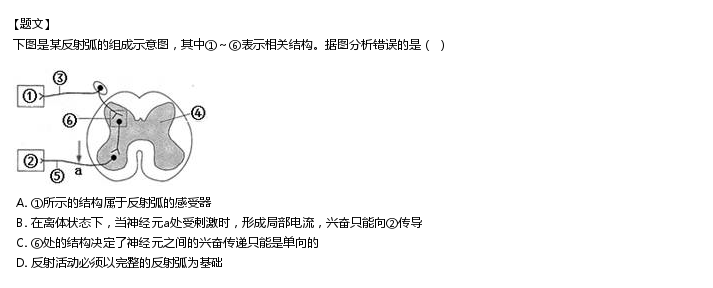 【题文】
下图是某反射弧的组成示意图，其中①～⑥表示相关结构。据图分析错误的是（ ）
③
①
⑥
④
②
⑤
a
A. ①所示的结构属于反射弧的感受器
B. 在离体状态下，当神经元a处受刺激时，形成局部电流，兴奋只能向②传导
C. ⑥处的结构决定了神经元之间的兴奋传递只能是单向的
D. 反射活动必须以完整的反射弧为基础